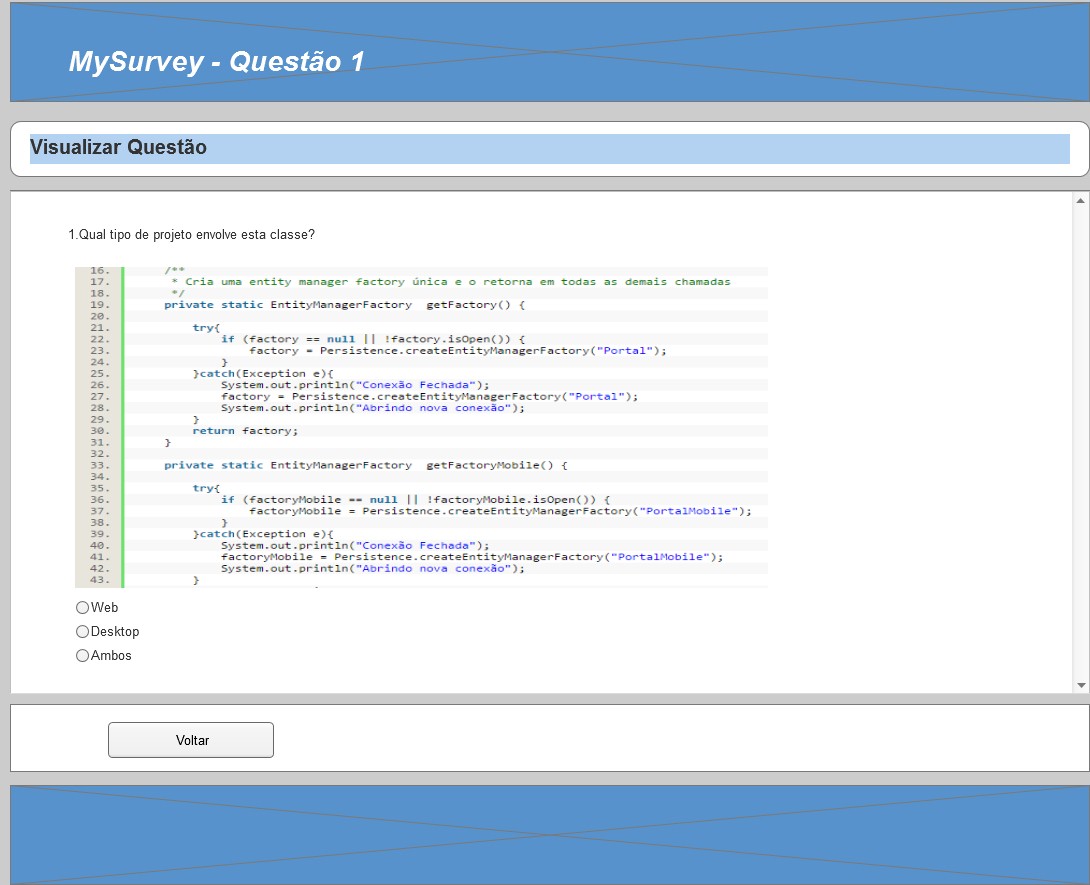 MySurvey - Questão 1
Visualizar Questão
1.Qual tipo de projeto envolve esta classe?
16. /**
17. * Cria uma entity manager factory única e o retorna em todas as demais chamadas
18. */
19. private static EntityManagerFactory getFactory() {
20.
21. try{
22. if (factory == null || !factory.isOpen()) {
23. factory = Persistence.createEntityManagerFactory("Portal");
24. }
25. }catch(Exception e){
26. System.out.println("Conexão Fechada");
27. factory = Persistence.createEntityManagerFactory("Portal");
28. System.out.println("Abrindo nova conexão");
29. }
30. return factory;
31. }
32.
33. private static EntityManagerFactory getFactoryMobile() {
34.
35. try{
36. if (factoryMobile == null || !factoryMobile.isOpen()) {
37. factoryMobile = Persistence.createEntityManagerFactory("PortalMobile");
38. }
39. }catch(Exception e){
40. System.out.println("Conexão Fechada");
41. factoryMobile = Persistence.createEntityManagerFactory("PortalMobile");
42. System.out.println("Abrindo nova conexão");
43. }
Web
Desktop
Ambos
Voltar